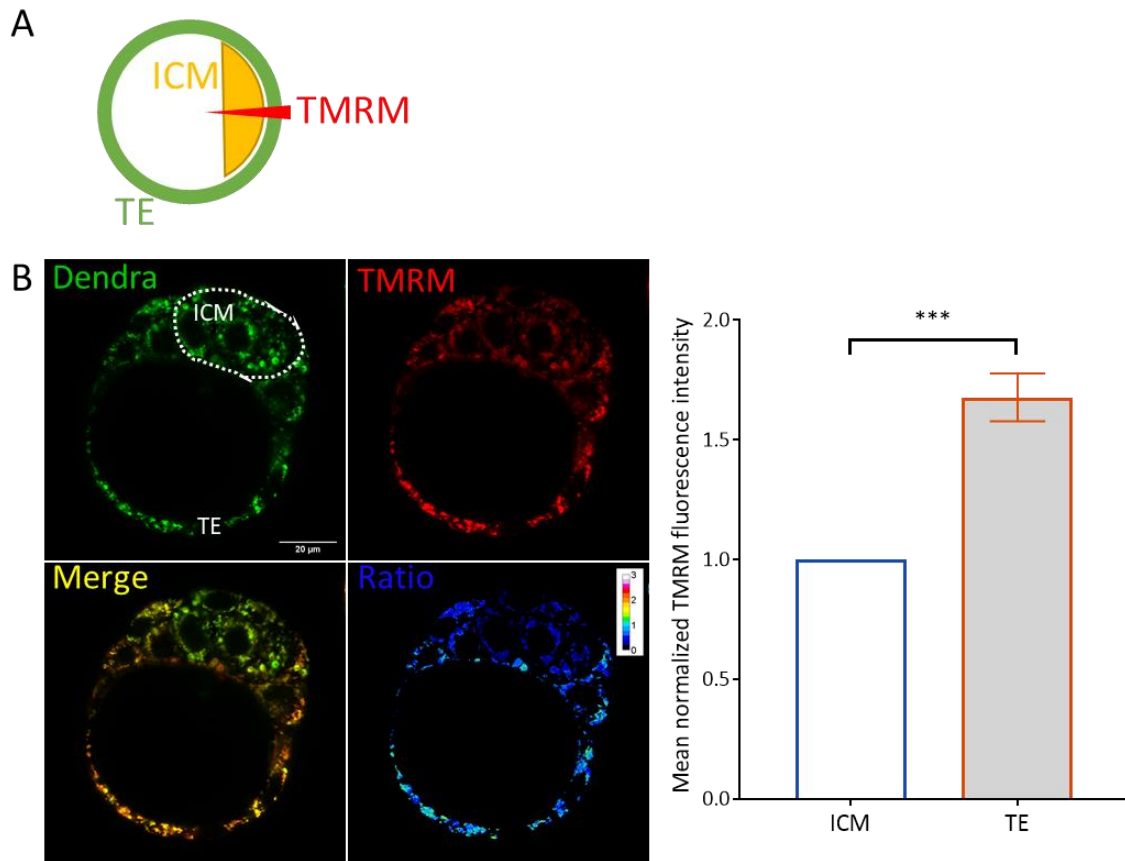 A
ICM
TMRM
TE
B
Dendra
ICM
TE
20 µm
TMRM
Merge
Ratio
3
2
1
0
Mean normalized TMRM fluorescence intensity
2.0
1.5
1.0
0.5
0.0
***
ICM
TE